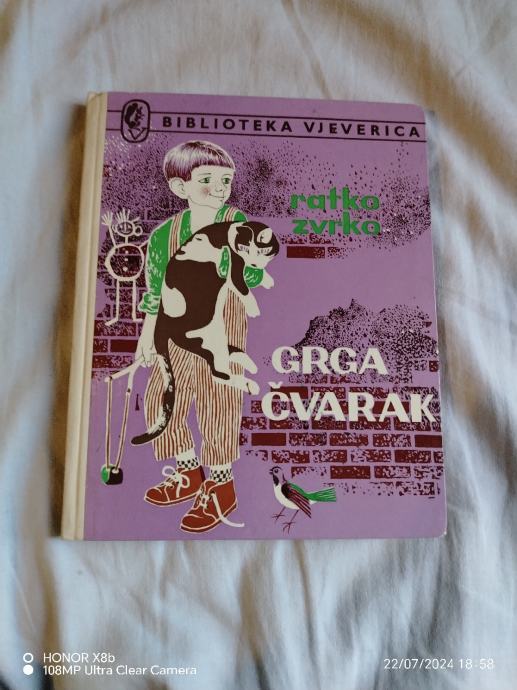 BIBLIOTEKA VJEVERICA
ratko
zvrko
GRGA
ČVARAK
HONOR X8b
108MP Ultra Clear Camera
22/07/2024 18:58